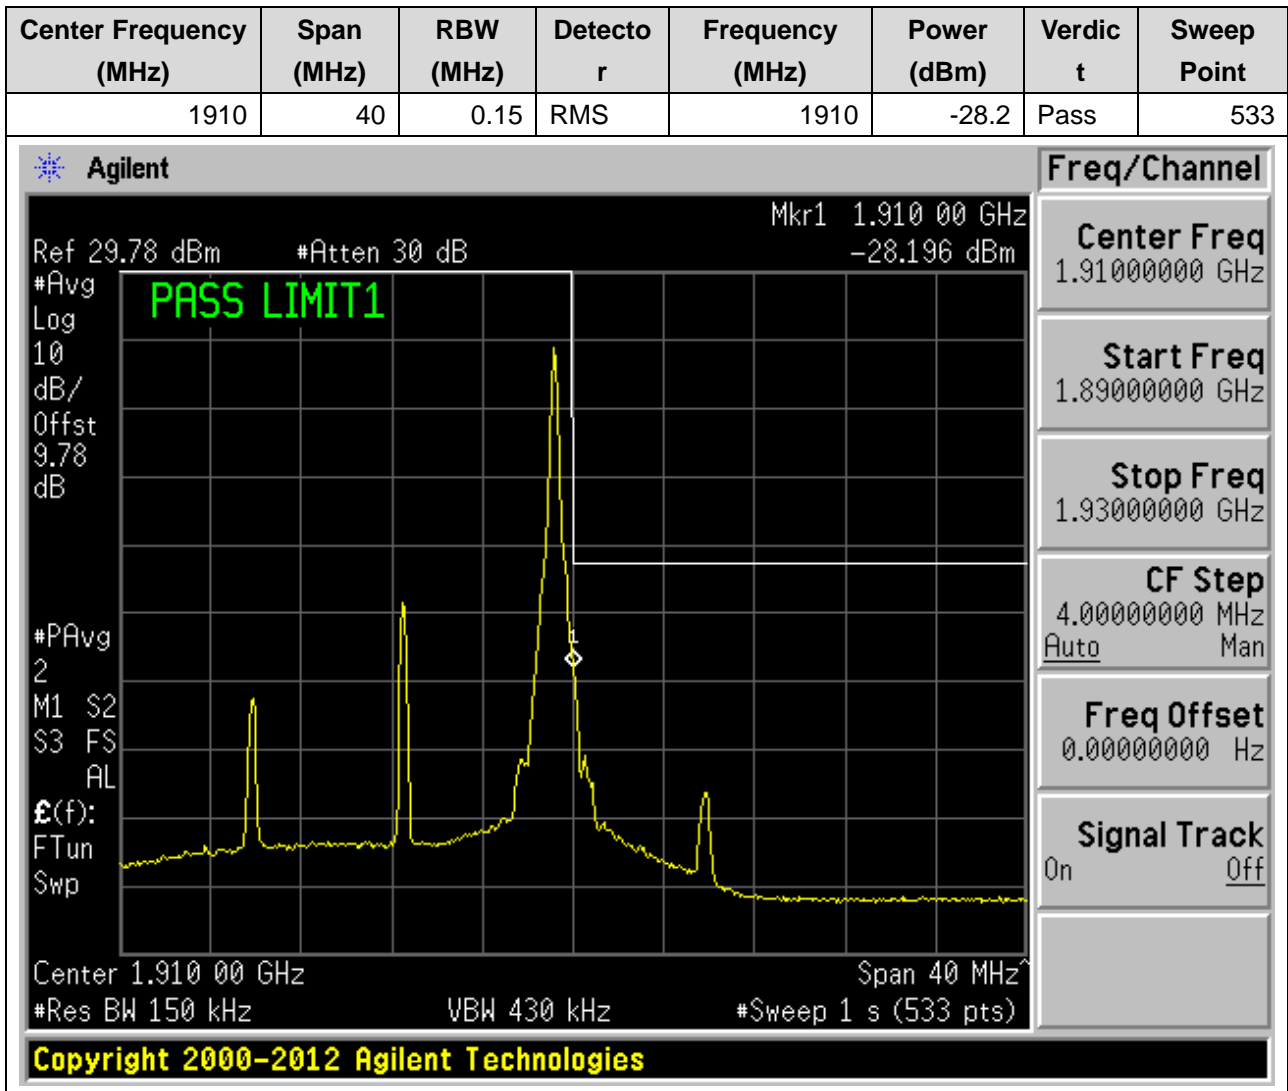 Center Frequency Span RBW Detecto Frequency Power Verdic Sweep
(MHz) (MHz) (MHz) r (MHz) (dBm) t Point
1910 40 0.15 RMS 1910 -28.2 Pass 533
Agilent Freq/Channel
Mkr1 1.910 00 GHz
Ref 29.78 dBm #Atten 30 dB -28.196 dBm
#Avg
Log
10
dB/
Offst
9.78
dB
PASS LIMIT1
1
#PAvg
2
M1 S2
S3 FS
AL
£(f):
FTun
Swp
Center 1.910 00 GHz Span 40 MHz^
#Res BW 150 kHz VBW 430 kHz #Sweep 1 s (533 pts)
Center Freq
1.91000000 GHz
Start Freq
1.89000000 GHz
Stop Freq
1.93000000 GHz
CF Step
4.00000000 MHz
Auto Man
Freq Offset
0.00000000 Hz
Signal Track
On Off
Copyright 2000-2012 Agilent Technologies